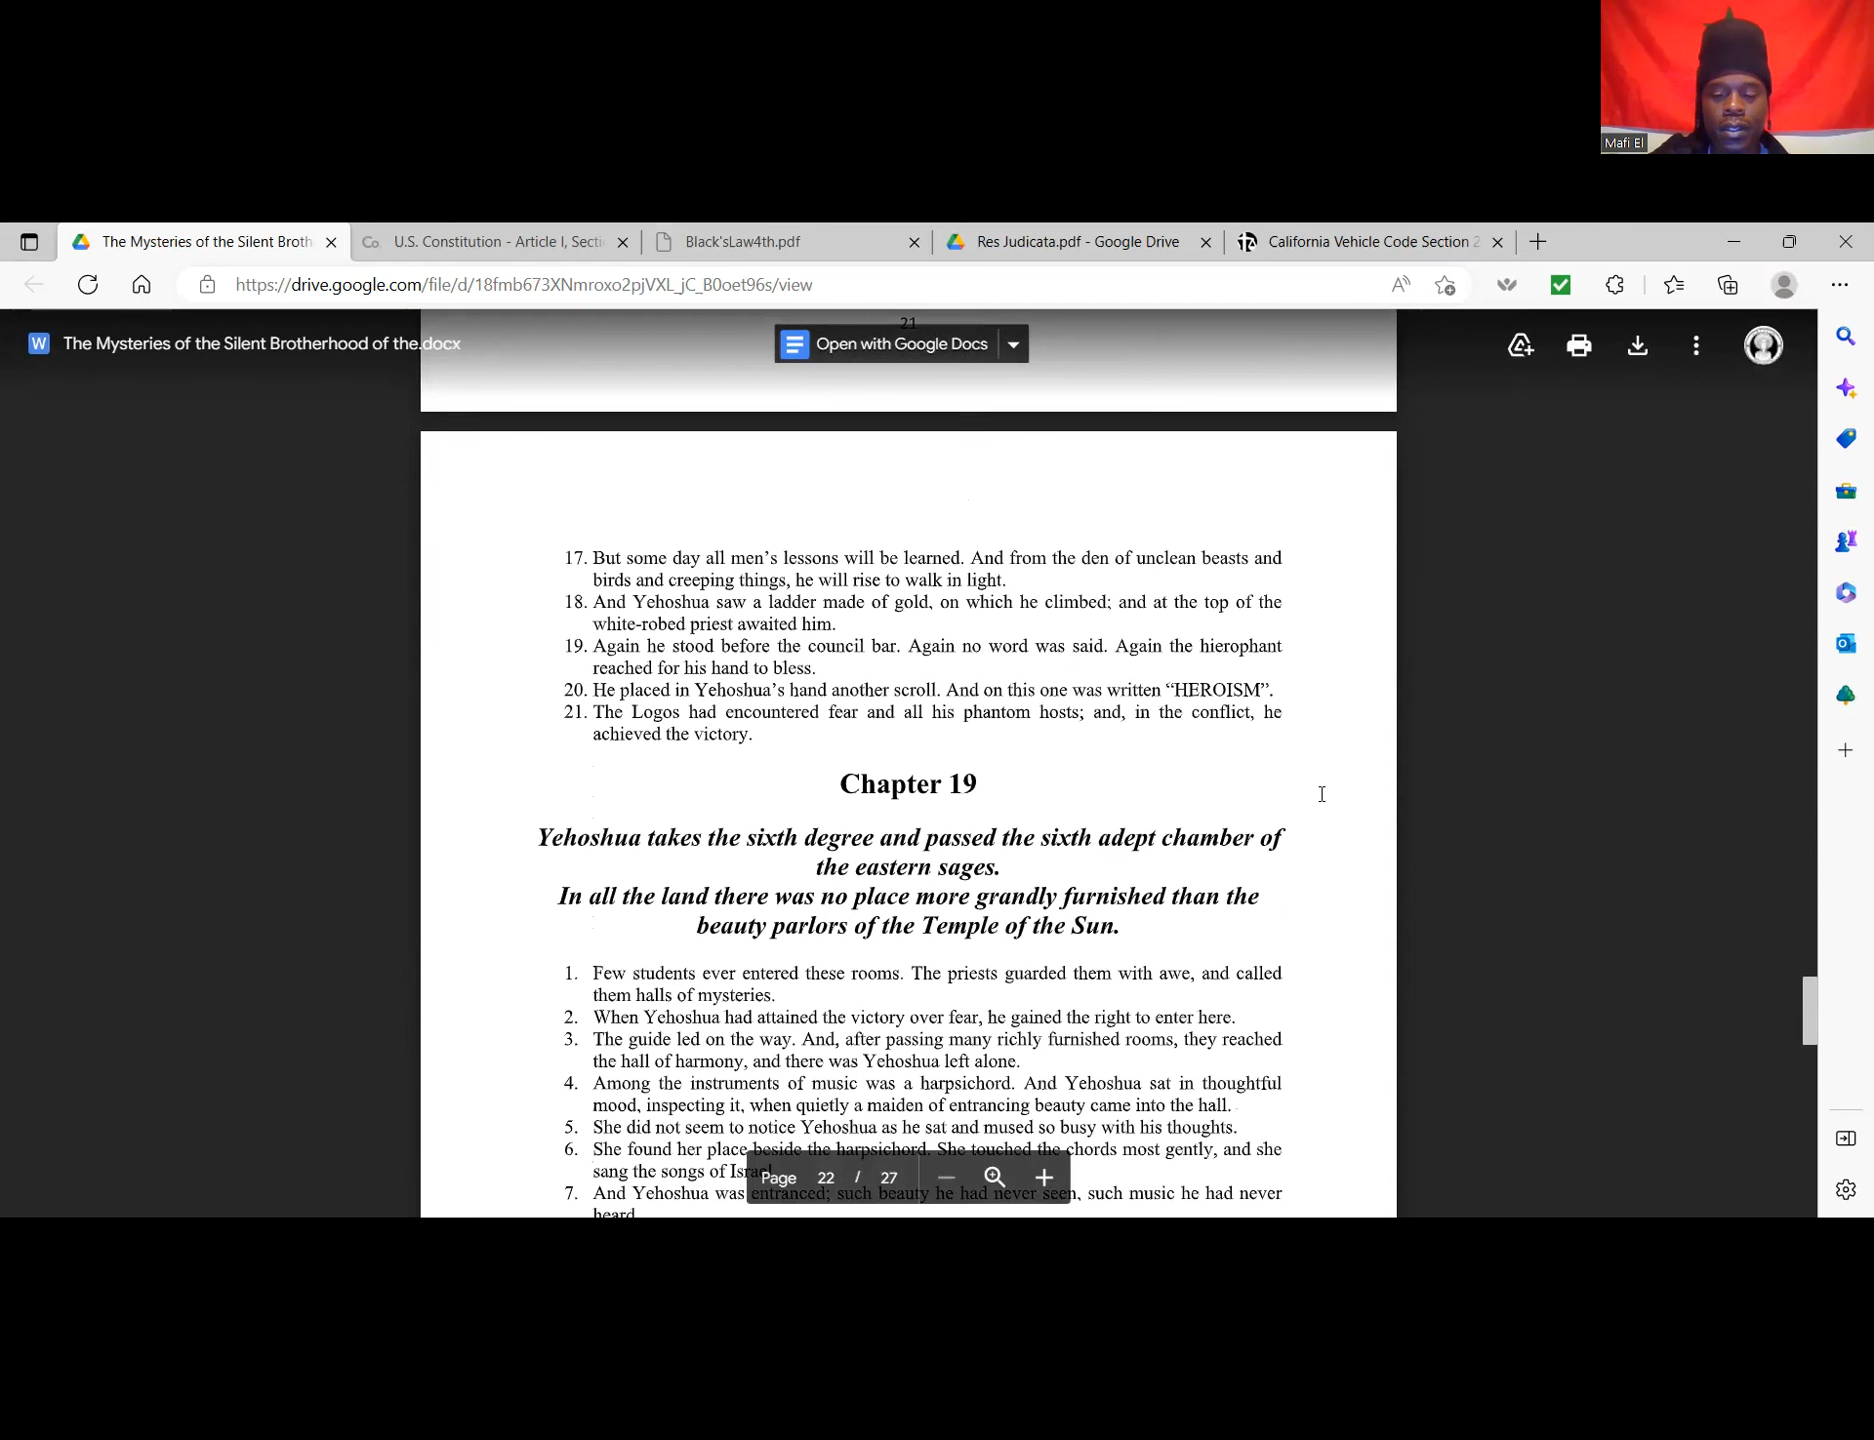 Mafi El
The Mysteries of the Silent Broth
Co. U.S. Constitution - Article I, Secti
Black'sLaw4th.pdf
Res Judicata.pdf - Google Drive
California Vehicle Code Section 2
https://drive.google.com/file/d/18fmb673XNmroxo2pjVXL_jC_B0oet96s/view
21
W The Mysteries of the Silent Brotherhood of the.docx
Open with Google Docs
17. But some day all men’s lessons will be learned. And from the den of unclean beasts and
birds and creeping things, he will rise to walk in light.
18. And Yehoshua saw a ladder made of gold, on which he climbed; and at the top of the
white-robed priest awaited him.
19. Again he stood before the council bar. Again no word was said. Again the hierophant
reached for his hand to bless.
20. He placed in Yehoshua’s hand another scroll. And on this one was written “HEROISM”.
21. The Logos had encountered fear and all his phantom hosts; and, in the conflict, he
achieved the victory.
Chapter 19
Yehoshua takes the sixth degree and passed the sixth adept chamber of
the eastern sages.
In all the land there was no place more grandly furnished than the
beauty parlors of the Temple of the Sun.
1. Few students ever entered these rooms. The priests guarded them with awe, and called
them halls of mysteries.
2. When Yehoshua had attained the victory over fear, he gained the right to enter here.
3. The guide led on the way. And, after passing many richly furnished rooms, they reached
the hall of harmony, and there was Yehoshua left alone.
4. Among the instruments of music was a harpsichord. And Yehoshua sat in thoughtful
mood, inspecting it, when quietly a maiden of entrancing beauty came into the hall.
5. She did not seem to notice Yehoshua as he sat and mused so busy with his thoughts.
6. She found her place beside the harpsichord. She touched the chords most gently, and she
sang the songs of Israel.
7. And Yehoshua was entranced; such beauty he had never seen, such music he had never
heard.
Page 22 / 27